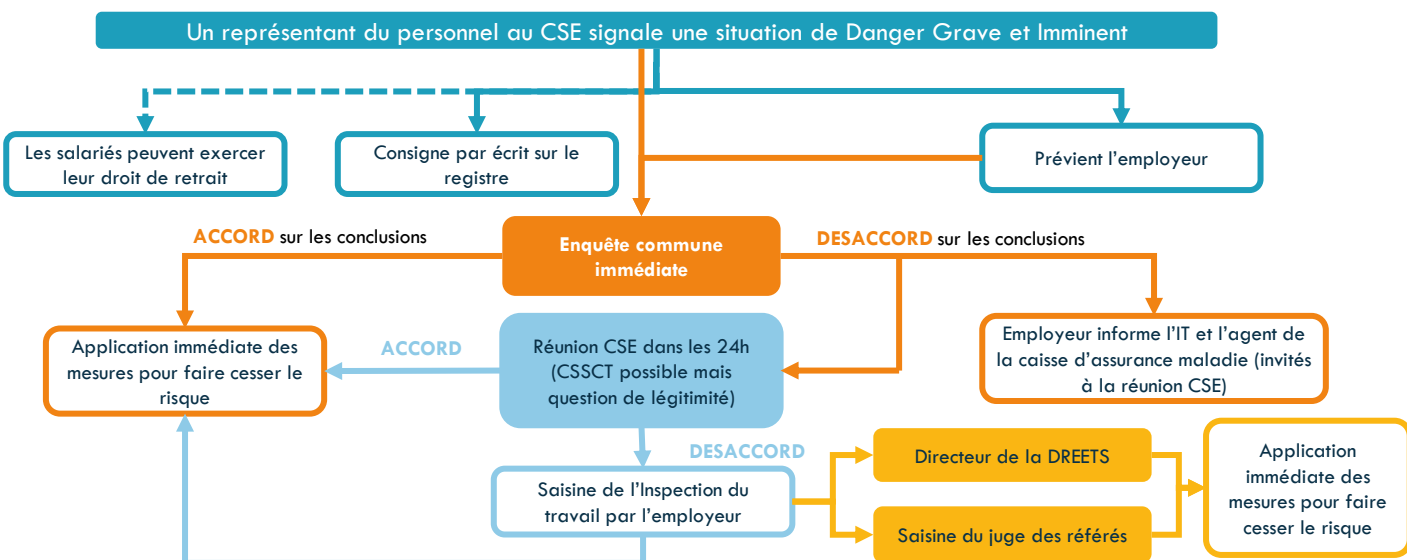 Un représentant du personnel au CSE signale une situation de Danger Grave et Imminent
Les salariés peuvent exercer
leur droit de retrait
Consigne par écrit sur le
registre
Prévient l’employeur
ACCORD sur les conclusions
Enquête commune
immédiate
DESACCORD sur les conclusions
Application immédiate des
mesures pour faire cesser le
risque
ACCORD
Réunion CSE dans les 24h
(CSSCT possible mais
question de légitimité)
Employeur informe l’IT et l’agent de
la caisse d’assurance maladie (invités
à la réunion CSE)
DESACCORD
Saisine de l’Inspection du
travail par l’employeur
Directeur de la DREETS
Saisine du juge des référés
Application
immédiate des
mesures pour faire
cesser le risque